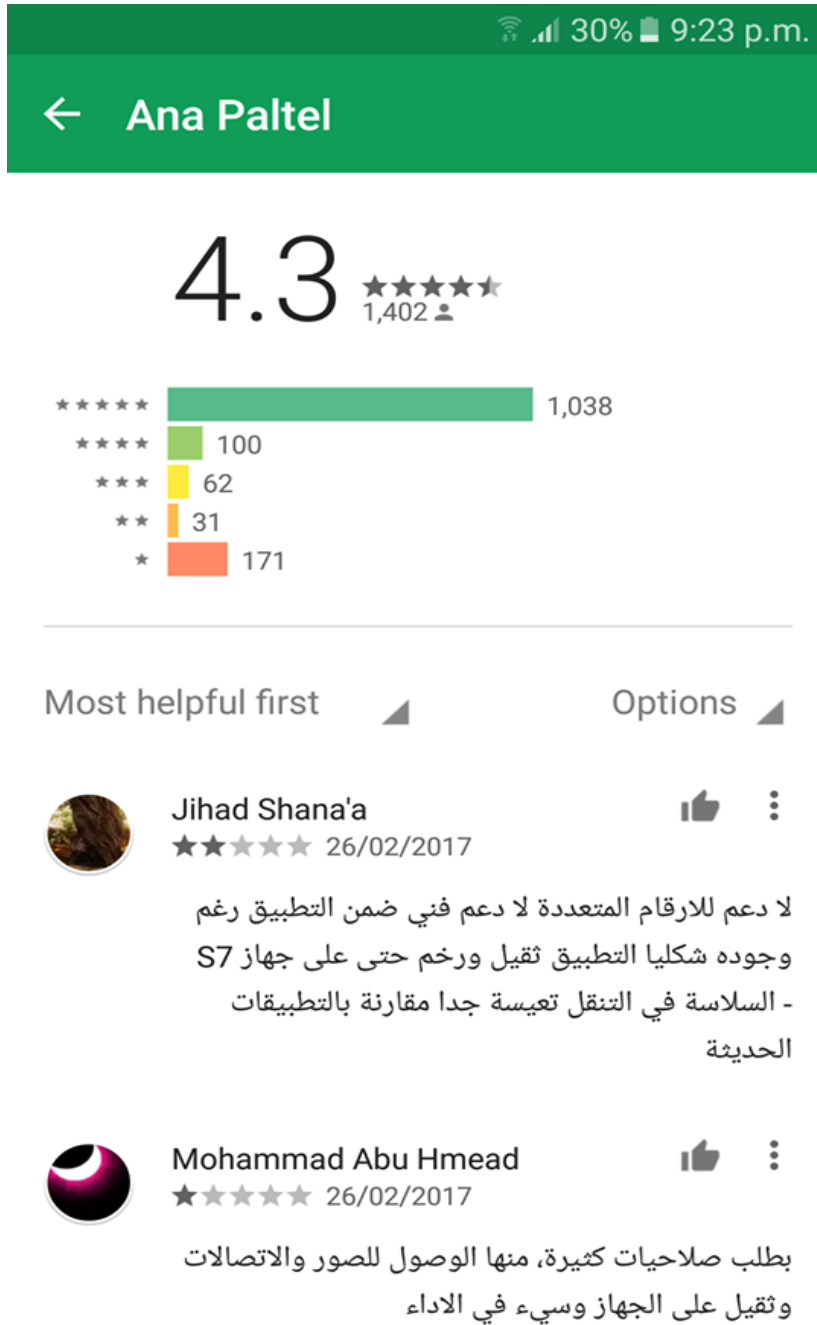 30% 9:23 p.m.
Ana Paltel
4.3
1,402
1,038
100
62
31
171
Most helpful first
Options
Jihad Shana'a
26/02/2017
لا دعم للارقام المتعددة لا دعم فني ضمن التطبيق رغم
وجوده شكليا التطبيق ثقيل ورخم حتى على جهاز S7
- السلاسة في التنقل تعيسة جدا مقارنة بالتطبيقات
الحديثة
Mohammad Abu Hmead
26/02/2017
بطلب صلاحيات كثيرة، منها الوصول للصور والاتصالات
وثقيل على الجهاز وسيء في الاداء